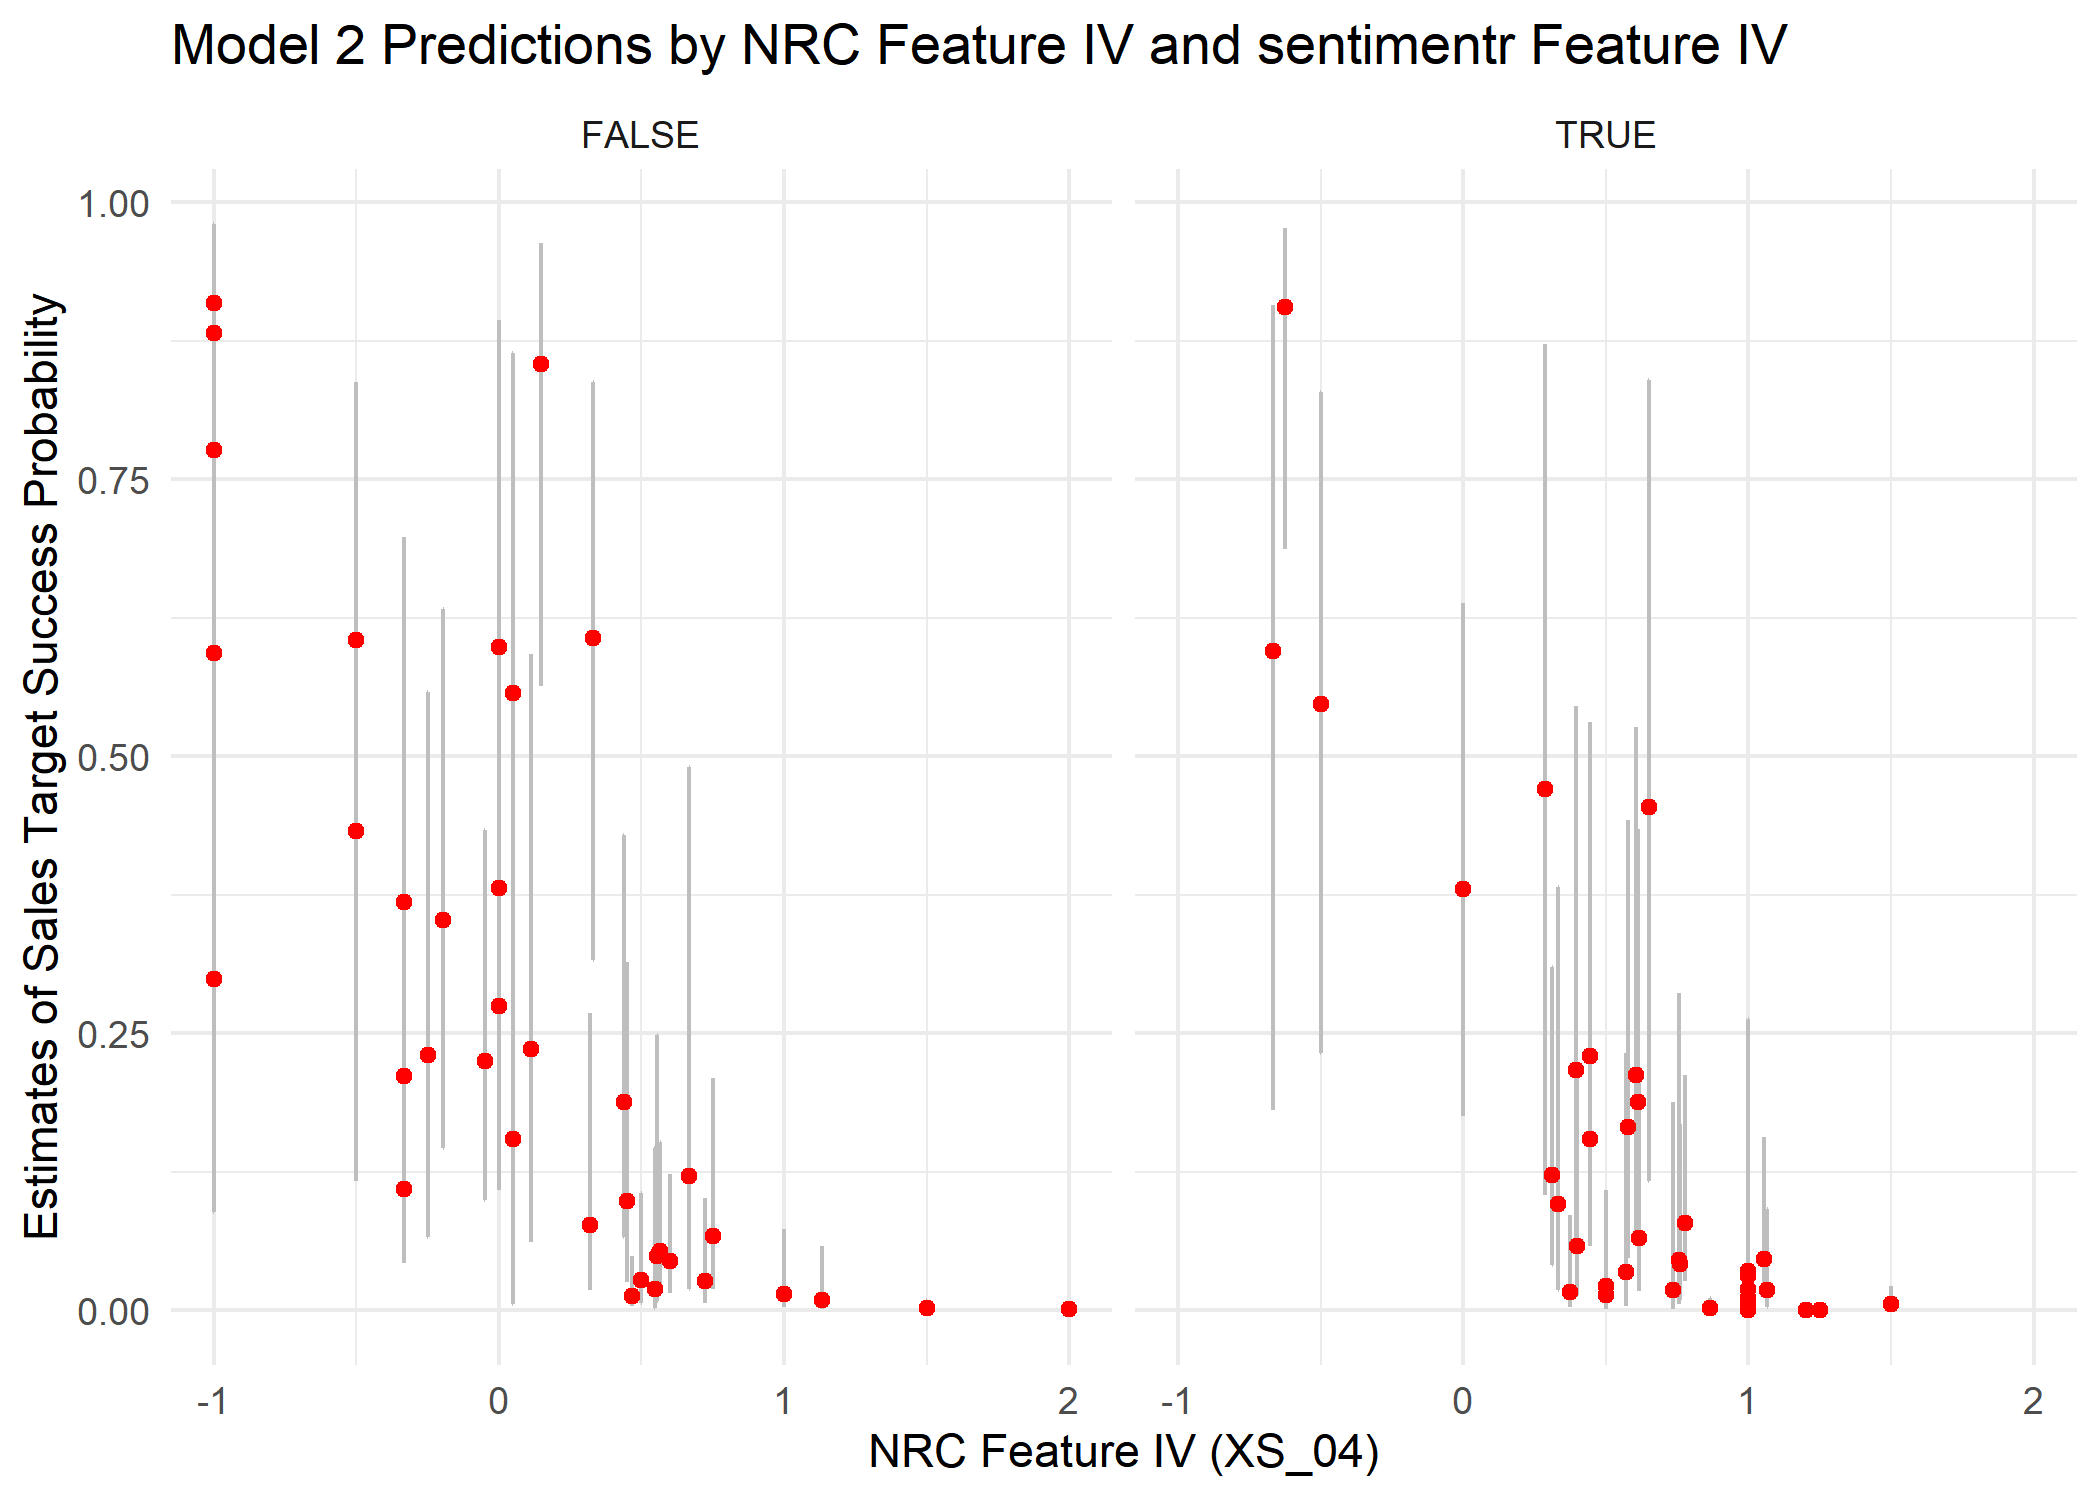 Model 2 Predictions by NRC Feature IV and sentimentr Feature IV
FALSE
TRUE
Estimates of Sales Target Success Probability
1.00
0.75
0.50
0.25
0.00
-1 0 1 2
-1 0 1 2
NRC Feature IV (XS_04)